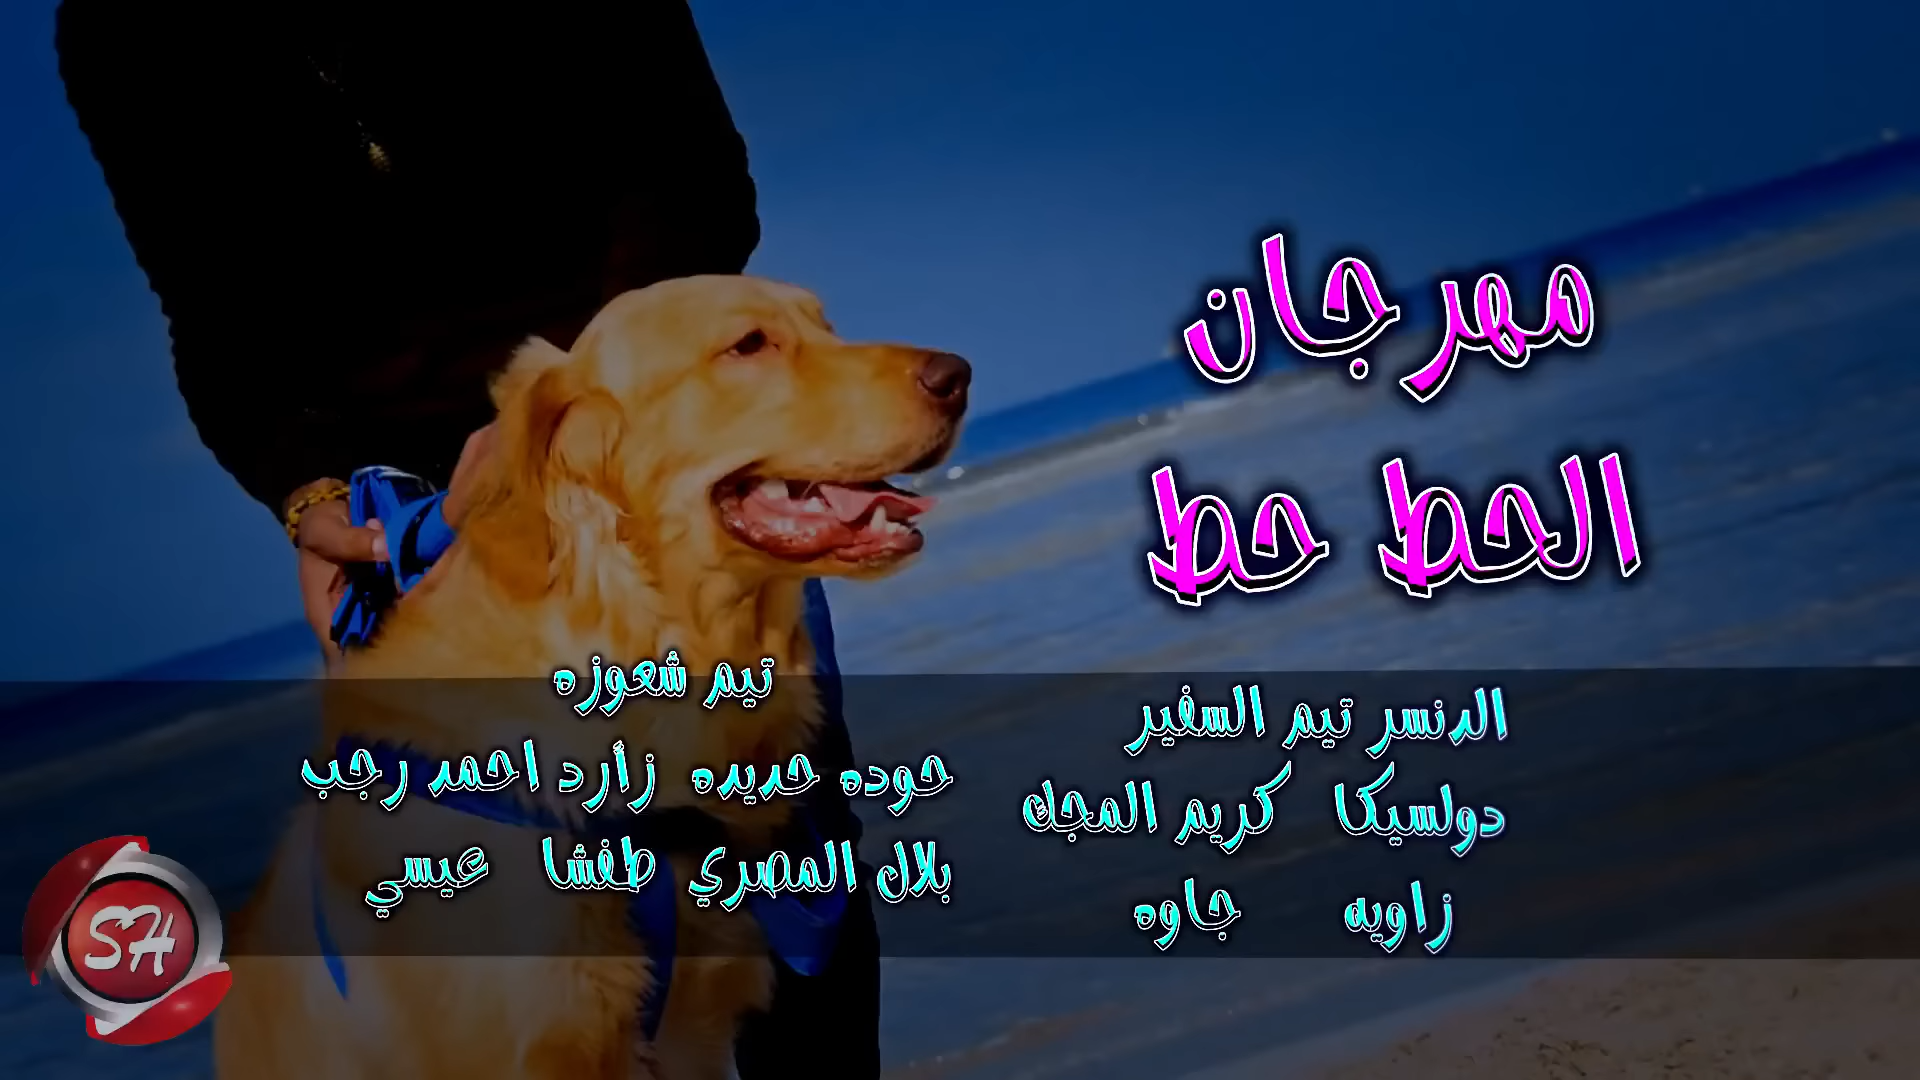 مهرجان
الحط حط
الدنسر تيم السفير
دولسيكا كريم المجك
زاويه جاوه
تيم شعوزه
حوده حديده زأرد احمد رجب
بلال المصري طفشا عيسي
SH